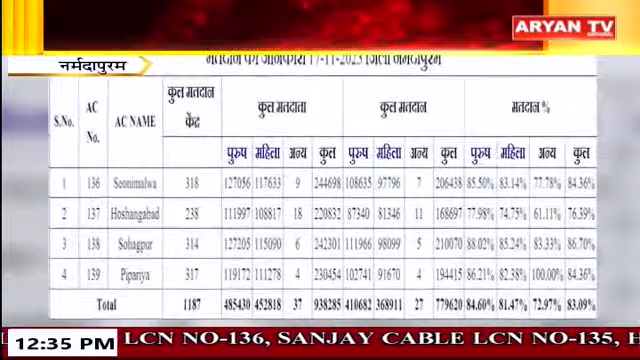 ARYAN TV
NATIONAL
नर्मदापुरम
मतदान की जानकारी 17-11-2023 जिला नर्मदापुरम
S.No. AC No. AC NAME कुल मतदान केंद्र कुल मतदाता कुल मतदान मतदान %
पुरुष महिला अन्य कुल पुरुष महिला अन्य कुल पुरुष महिला अन्य कुल
1 136 Seonimalwa 318 127056 117633 9 244698 108635 97796 7 206438 85.50% 83.14% 77.78% 84.36%
2 137 Hoshangabad 238 111997 108817 18 220832 87340 81346 11 168697 77.98% 74.75% 61.11% 76.39%
3 138 Sohagpur 314 127205 115090 6 242301 111966 98099 5 210070 88.02% 85.24% 83.33% 86.70%
4 139 Pipariya 317 119172 111278 4 230454 102741 91670 4 194415 86.21% 82.38% 100.00% 84.36%
Total 1187 485430 452818 37 938285 410682 368911 27 779620 84.60% 81.47% 72.97% 83.09%
12:35 PM LCN NO-136, SANJAY CABLE LCN NO-135, H